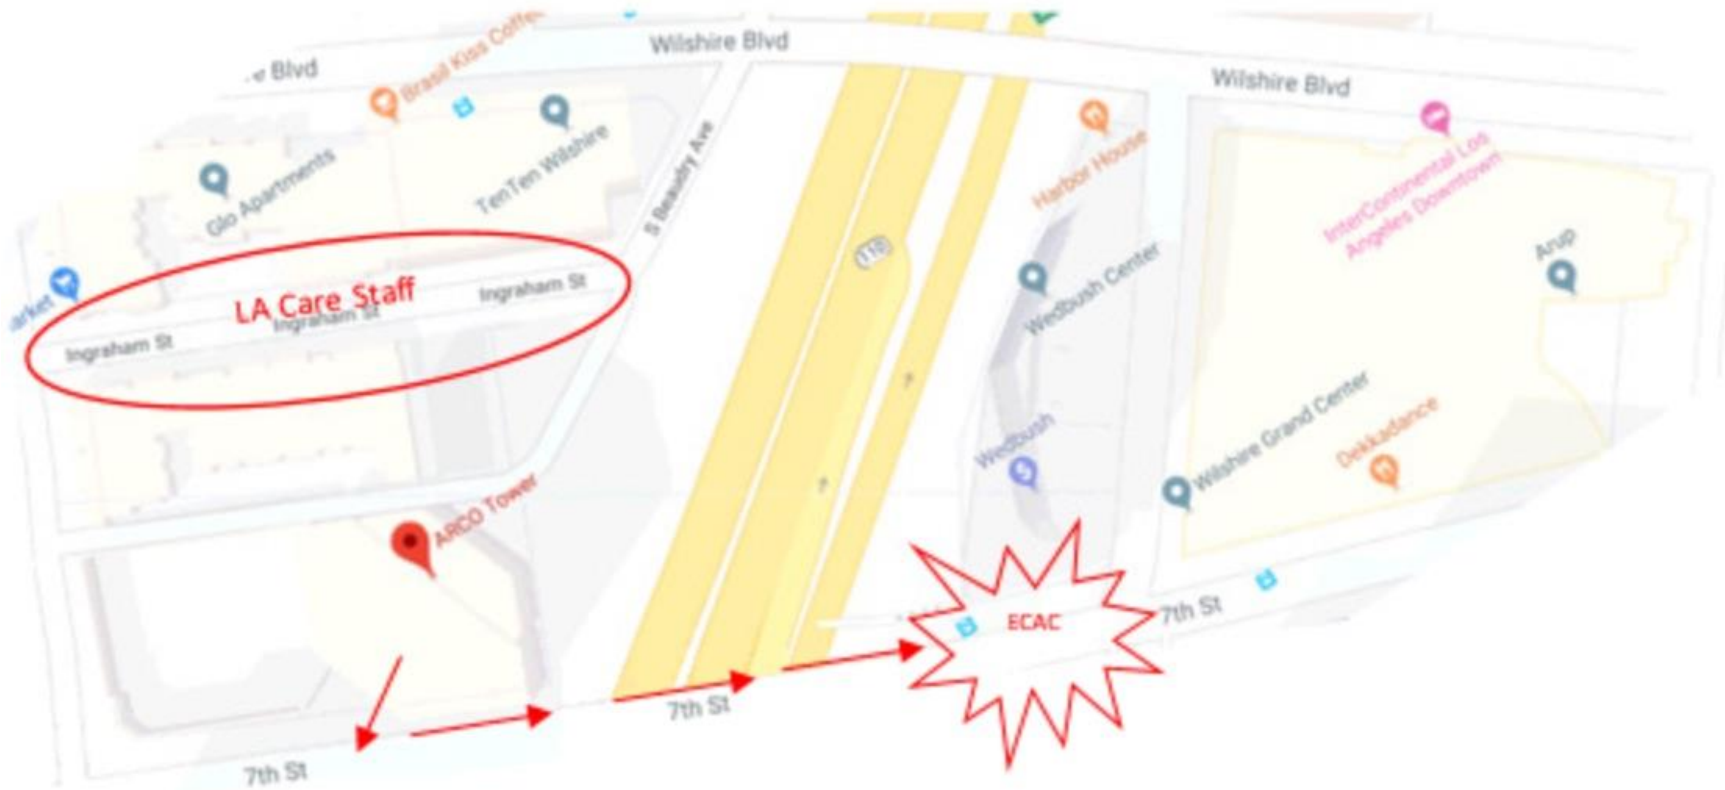 Blvd
Brasil Kiss Coffee
Wilshire Blvd
Wilshire Blvd
Glo Apartments
TenTen Wilshire
S Beaudry Ave
Harbor House
InterContinental Los
Angeles Downtown
Arup
110
Wedbush Center
LA Care Staff
Ingraham St
Ingraham St
Ingraham St
Wedbush
Wilshire Grand Center
Dekkadance
ARCO Tower
ECAC
7th St
7th St
7th St